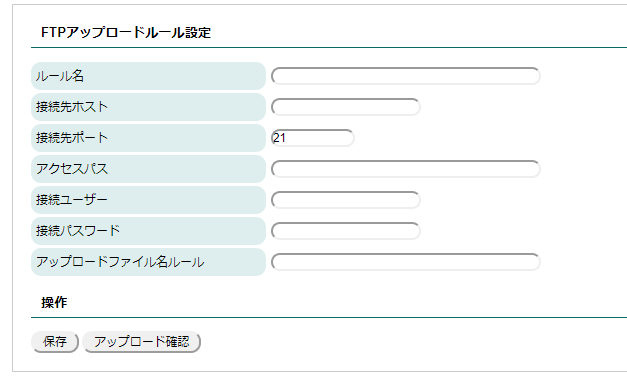 FTPアップロードルール設定
ルール名
接続先ホスト
接続先ポート 21
アクセスパス
接続ユーザー
接続パスワード
アップロードファイル名ルール
操作
保存 アップロード確認